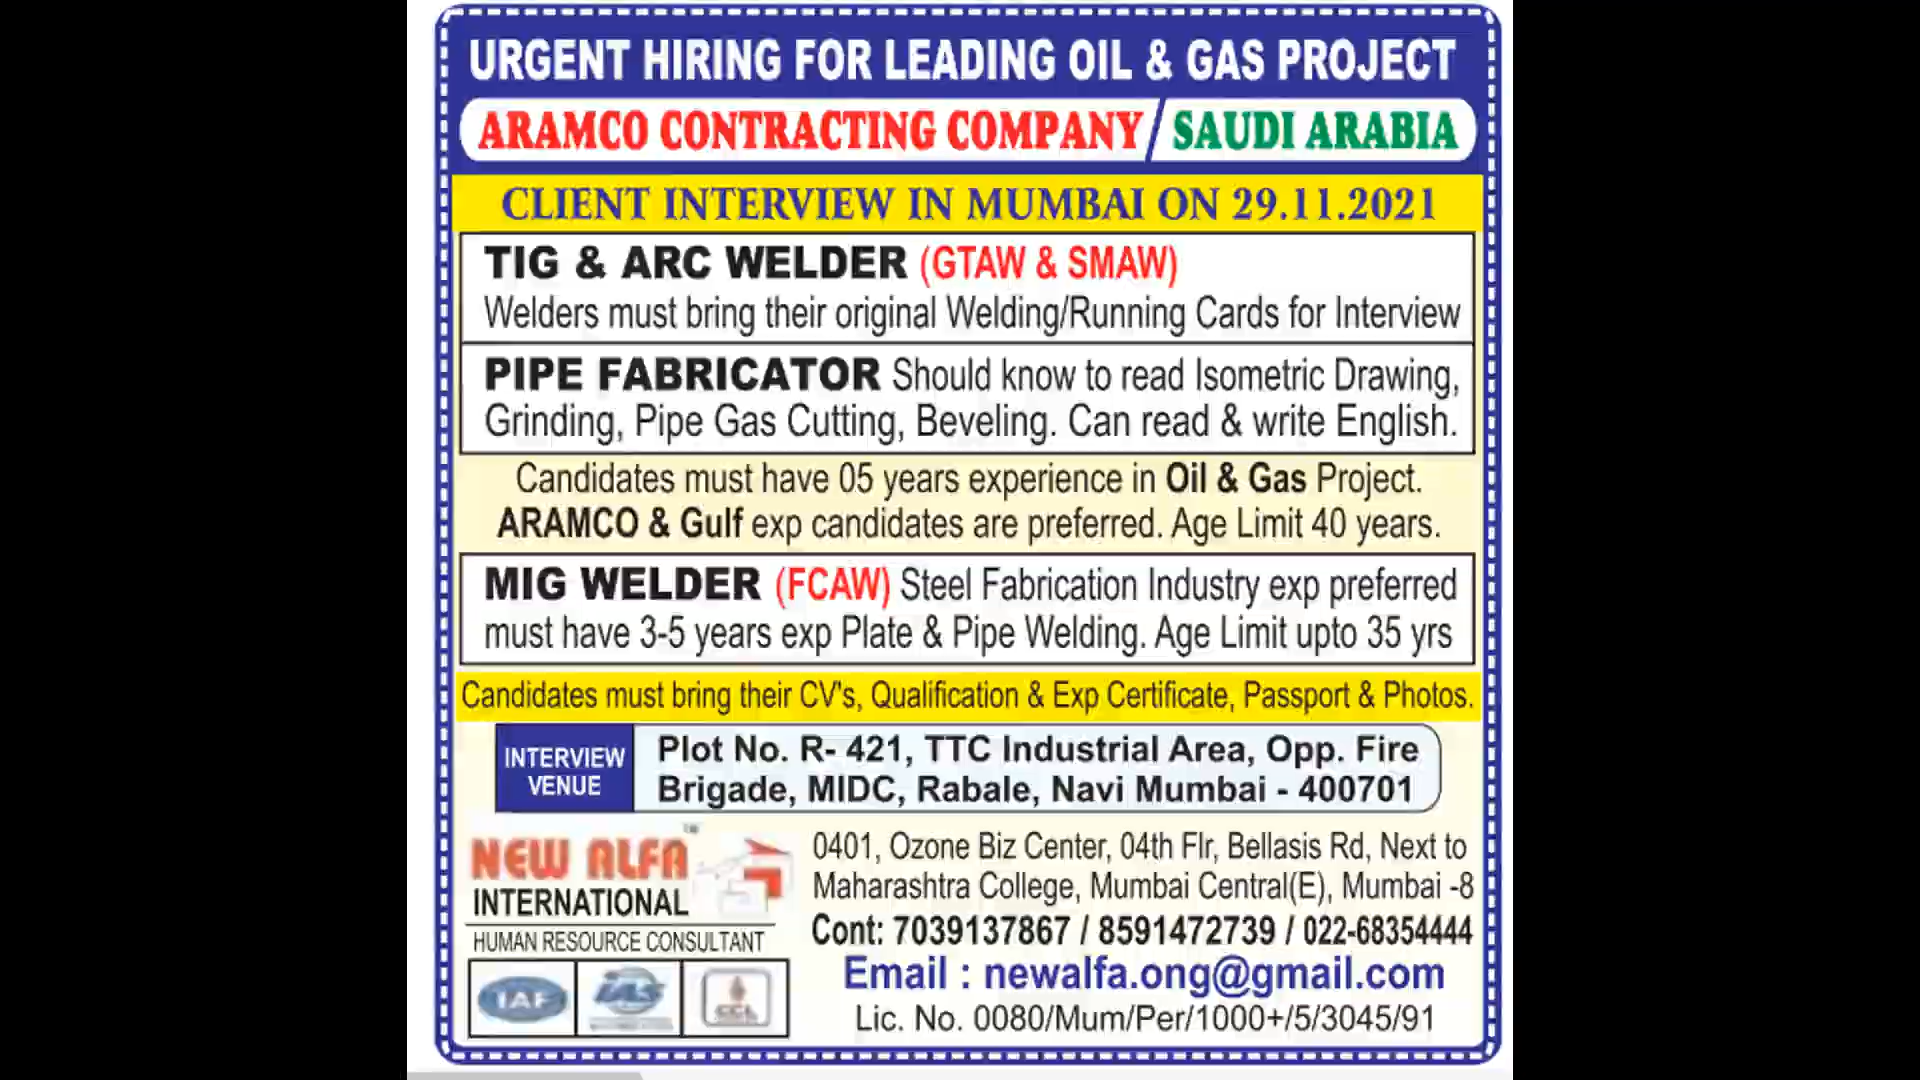 URGENT HIRING FOR LEADING OIL & GAS PROJECT
ARAMCO CONTRACTING COMPANY / SAUDI ARABIA
CLIENT INTERVIEW IN MUMBAI ON 29.11.2021
TIG & ARC WELDER (GTAW & SMAW)
Welders must bring their original Welding/Running Cards for Interview
PIPE FABRICATOR Should know to read Isometric Drawing,
Grinding, Pipe Gas Cutting, Beveling. Can read & write English.
Candidates must have 05 years experience in Oil & Gas Project.
ARAMCO & Gulf exp candidates are preferred. Age Limit 40 years.
MIG WELDER (FCAW) Steel Fabrication Industry exp preferred
must have 3-5 years exp Plate & Pipe Welding. Age Limit upto 35 yrs
Candidates must bring their CV's, Qualification & Exp Certificate, Passport & Photos.
INTERVIEW
VENUE
Plot No. R- 421, TTC Industrial Area, Opp. Fire
Brigade, MIDC, Rabale, Navi Mumbai - 400701
NEW ALFA™
INTERNATIONAL
HUMAN RESOURCE CONSULTANT
IAF
IAS
CCL
0401, Ozone Biz Center, 04th Flr, Bellasis Rd, Next to
Maharashtra College, Mumbai Central(E), Mumbai -8
Cont: 7039137867 / 8591472739 / 022-68354444
Email : newalfa.ong@gmail.com
Lic. No. 0080/Mum/Per/1000+/5/3045/91